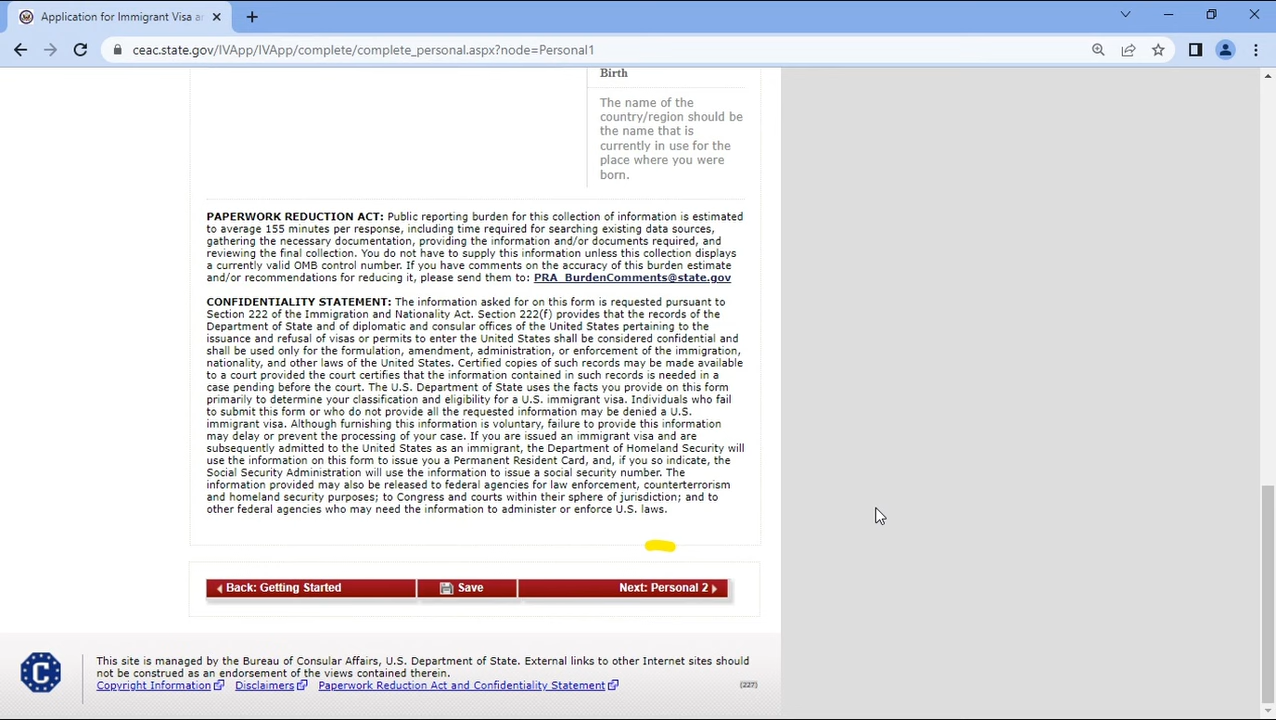 Application for Immigrant Visa a
ceac.state.gov/IVApp/IVApp/complete/complete_personal.aspx?node=Personal1
Birth
The name of the
country/region should be
the name that is
currently in use for the
place where you were
born.
PAPERWORK REDUCTION ACT: Public reporting burden for this collection of information is estimated
to average 155 minutes per response, including time required for searching existing data sources,
gathering the necessary documentation, providing the information and/or documents required, and
reviewing the final collection. You do not have to supply this information unless this collection displays
a currently valid OMB control number. If you have comments on the accuracy of this burden estimate
and/or recommendations for reducing it, please send them to: PRA_BurdenComments@state.gov
CONFIDENTIALITY STATEMENT: The information asked for on this form is requested pursuant to
Section 222 of the Immigration and Nationality Act. Section 222(f) provides that the records of the
Department of State and of diplomatic and consular offices of the United States pertaining to the
issuance and refusal of visas or permits to enter the United States shall be considered confidential and
shall be used only for the formulation, amendment, administration, or enforcement of the immigration,
nationality, and other laws of the United States. Certified copies of such records may be made available
to a court provided the court certifies that the information contained in such records is needed in a
case pending before the court. The U.S. Department of State uses the facts you provide on this form
primarily to determine your classification and eligibility for a U.S. immigrant visa. Individuals who fail
to submit this form or who do not provide all the requested information may be denied a U.S.
immigrant visa. Although furnishing this information is voluntary, failure to provide this information
may delay or prevent the processing of your case. If you are issued an immigrant visa and are
subsequently admitted to the United States as an immigrant, the Department of Homeland Security will
use the information on this form to issue you a Permanent Resident Card, and, if you so indicate, the
Social Security Administration will use the information to issue a social security number. The
information provided may also be released to federal agencies for law enforcement, counterterrorism
and homeland security purposes; to Congress and courts within their sphere of jurisdiction; and to
other federal agencies who may need the information to administer or enforce U.S. laws.
Back: Getting Started
Save
Next: Personal 2
C
This site is managed by the Bureau of Consular Affairs, U.S. Department of State. External links to other Internet sites should
not be construed as an endorsement of the views contained therein.
Copyright Information Disclaimers Paperwork Reduction Act and Confidentiality Statement
(227)